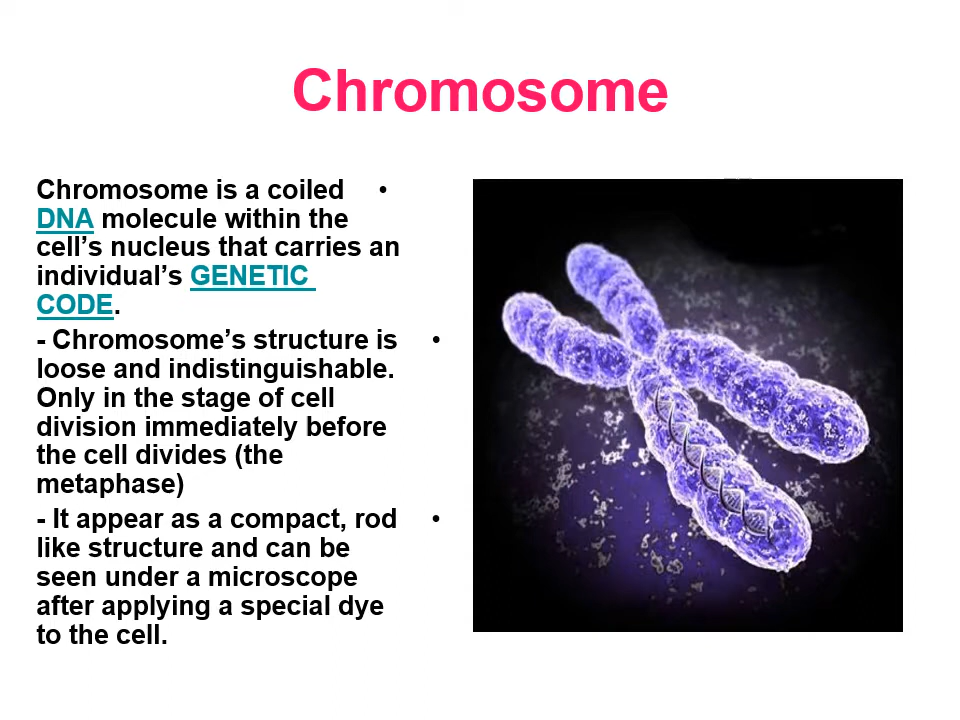 Chromosome
Chromosome is a coiled •
DNA molecule within the
cell’s nucleus that carries an
individual’s GENETIC
CODE.
- Chromosome’s structure is •
loose and indistinguishable.
Only in the stage of cell
division immediately before
the cell divides (the
metaphase)
- It appear as a compact, rod •
like structure and can be
seen under a microscope
after applying a special dye
to the cell.